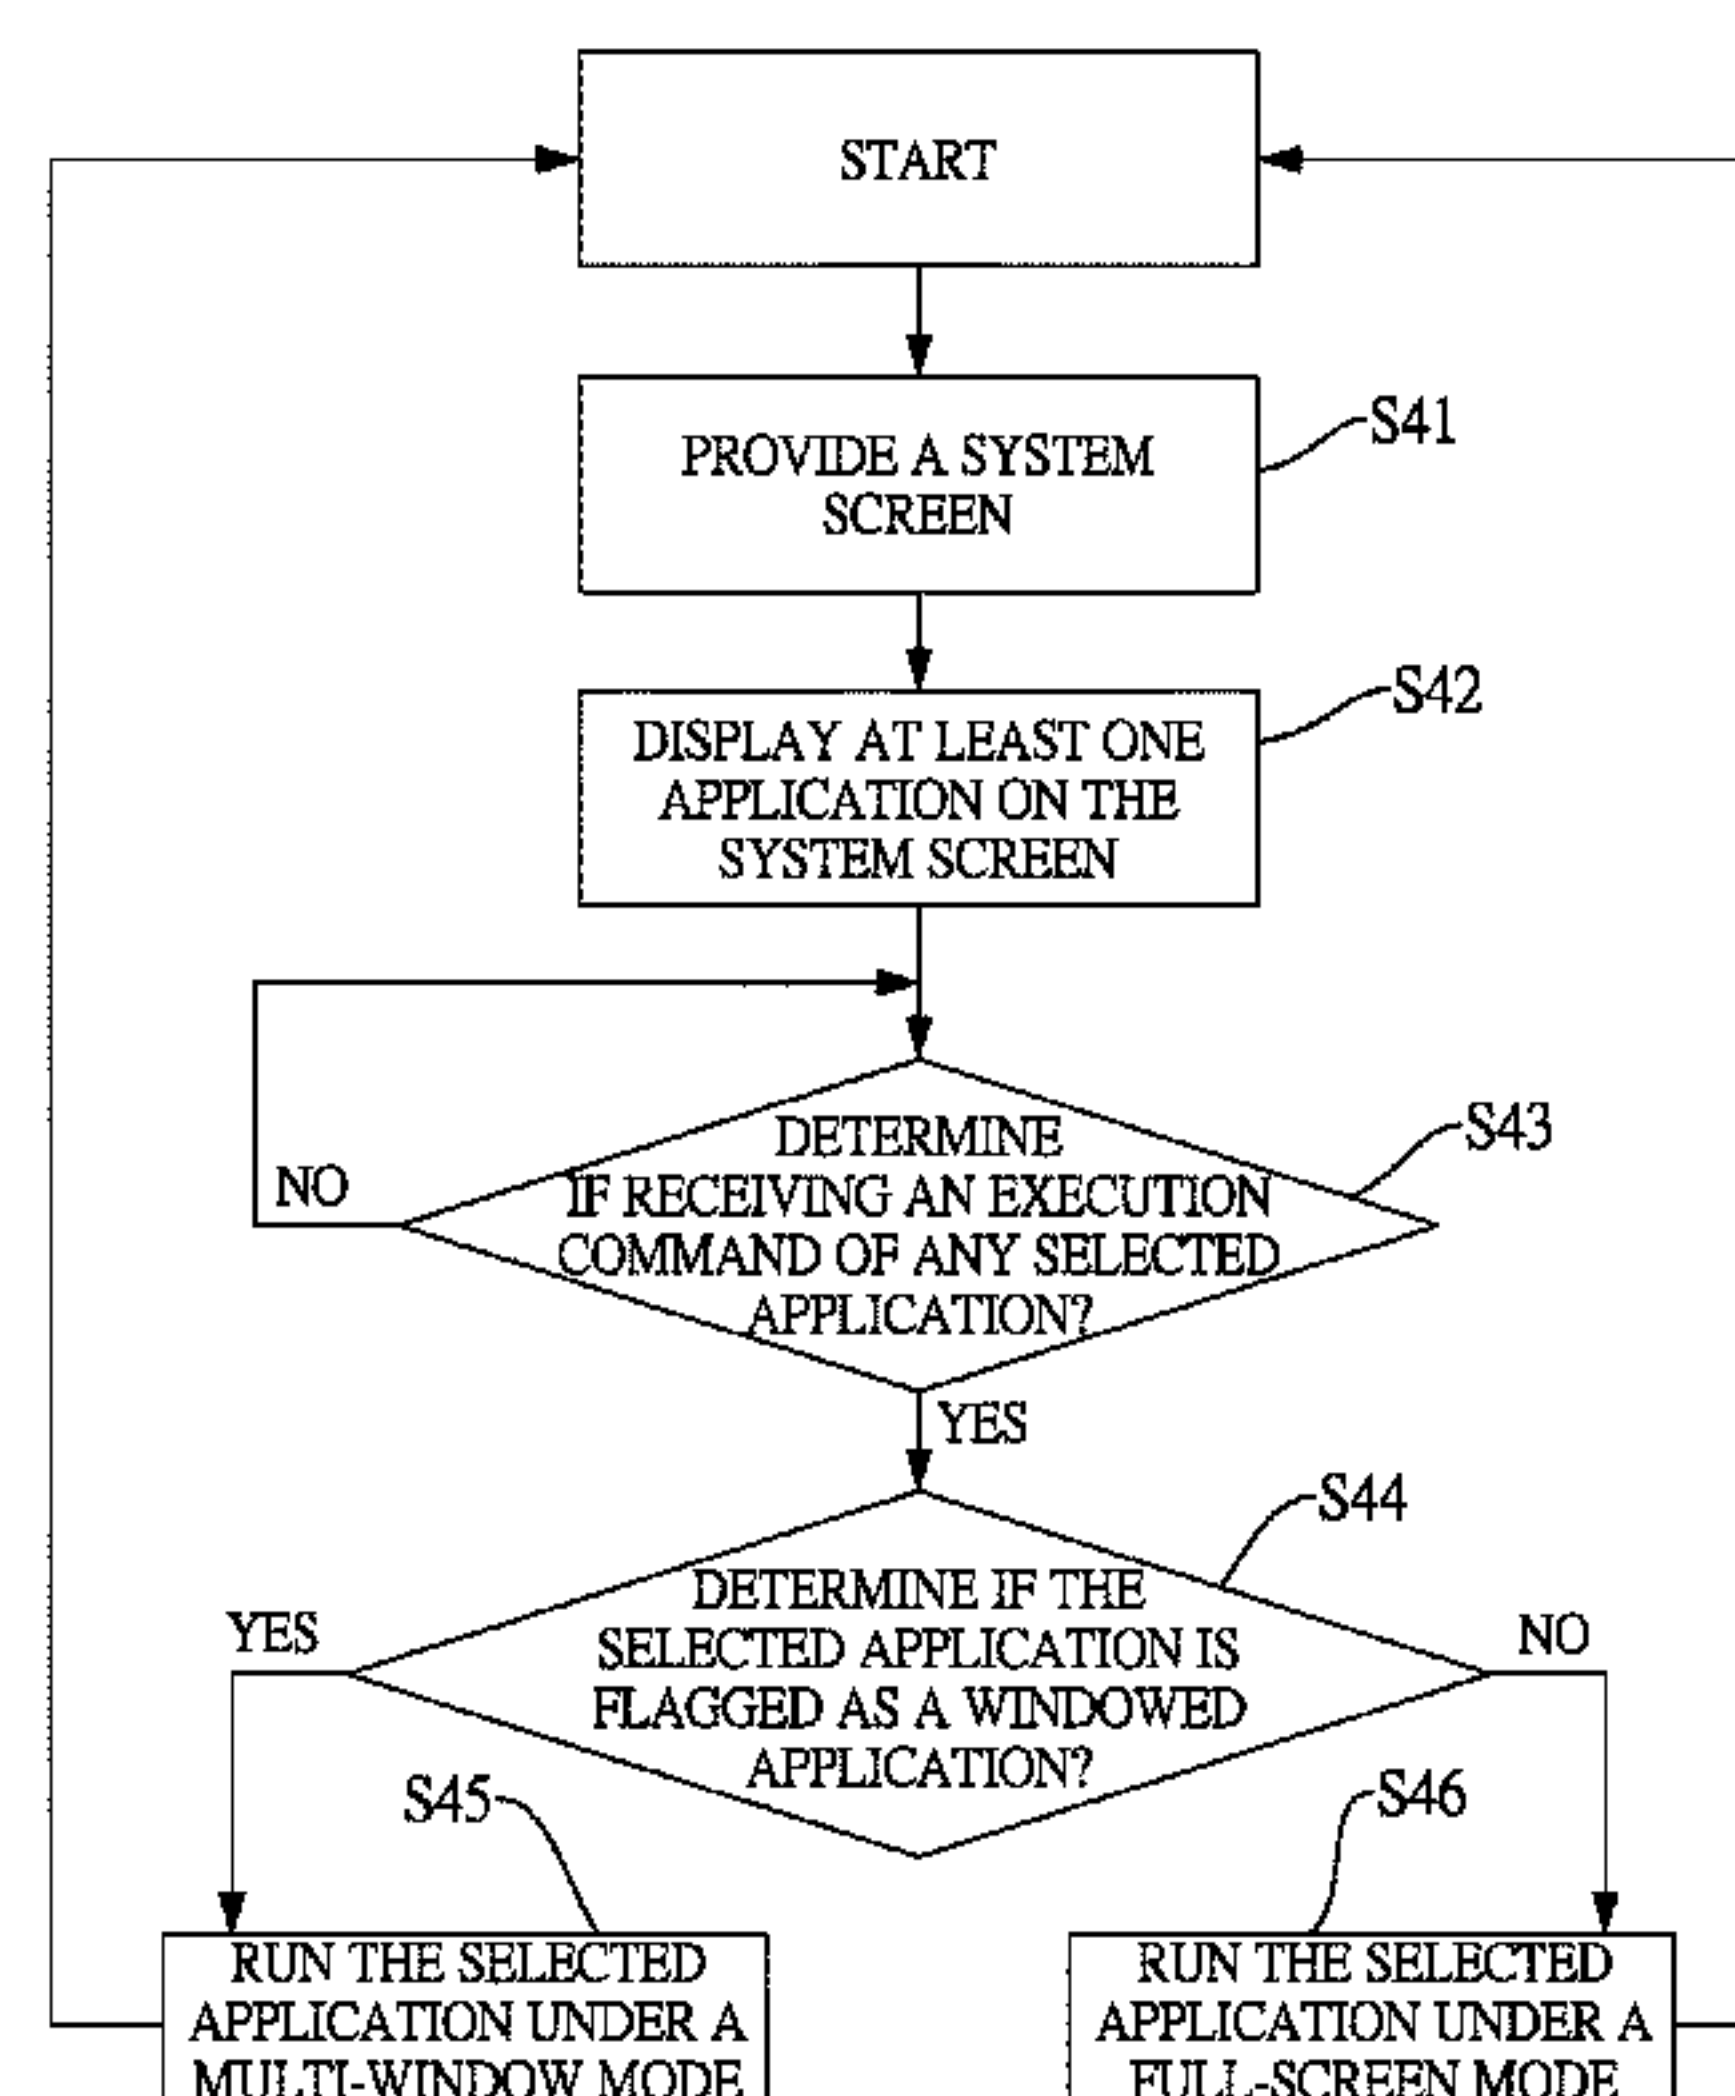 START
PROVIDE A SYSTEM
SCREEN
S41
DISPLAY AT LEAST ONE
APPLICATION ON THE
SYSTEM SCREEN
S42
DETERMINE
IF RECEIVING AN EXECUTION
COMMAND OF ANY SELECTED
APPLICATION?
S43
NO
YES
DETERMINE IF THE
SELECTED APPLICATION IS
FLAGGED AS A WINDOWED
APPLICATION?
S44
YES
NO
S45
S46
RUN THE SELECTED
APPLICATION UNDER A
MULTI-WINDOW MODE
RUN THE SELECTED
APPLICATION UNDER A
FULL-SCREEN MODE